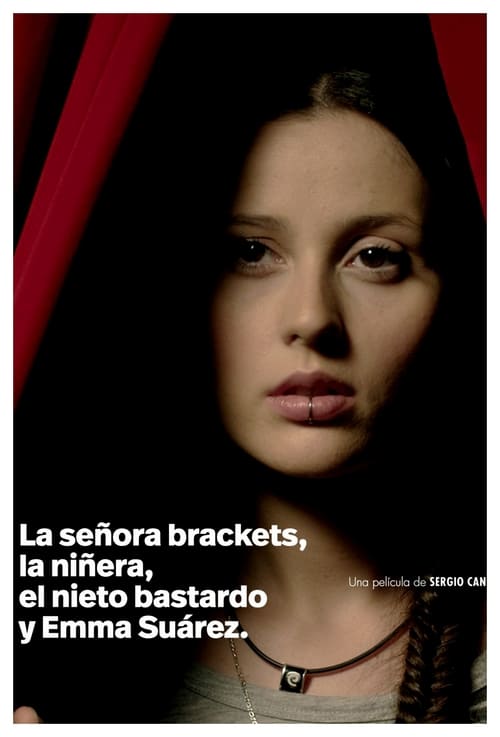 La señora brackets,
la niñera,
el nieto bastardo
y Emma Suárez.
Una película de SERGIO CAN